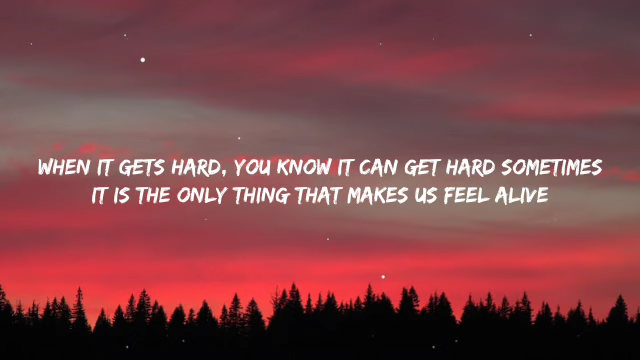 WHEN IT GETS HARD, YOU KNOW IT CAN GET HARD SOMETIMES
IT IS THE ONLY THING THAT MAKES US FEEL ALIVE